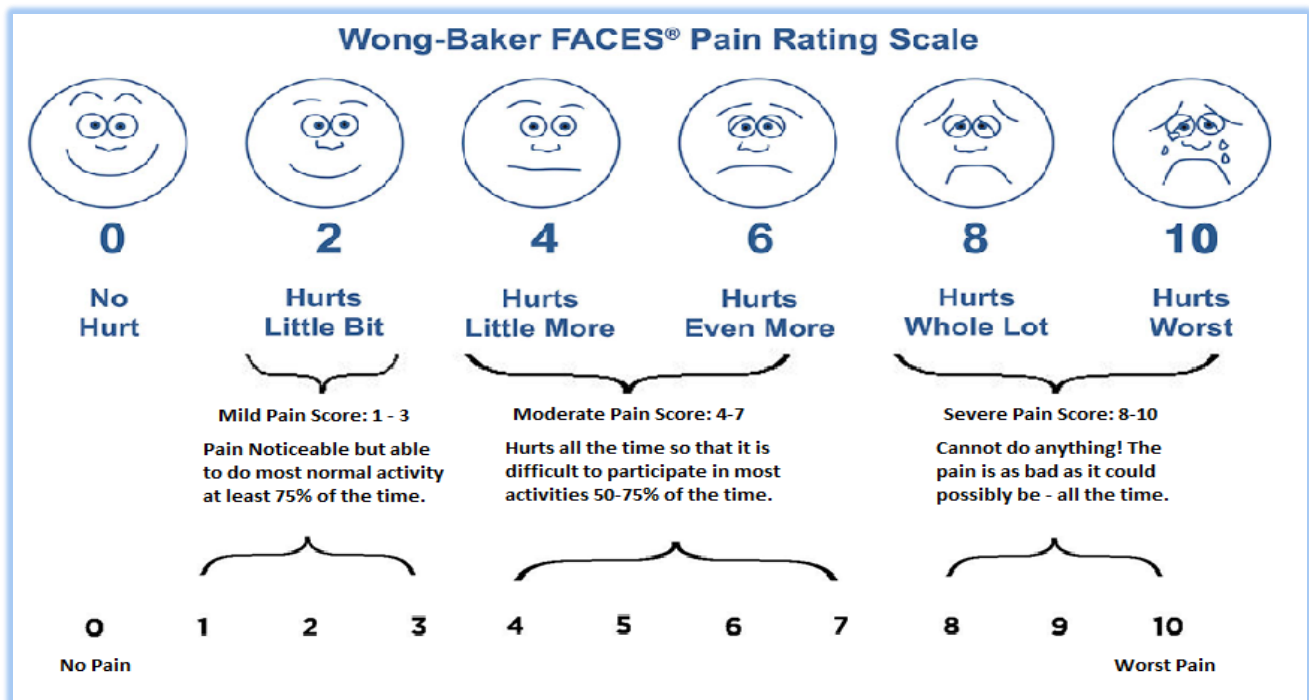 Wong-Baker FACES® Pain Rating Scale
0 2 4 6 8 10
No Hurt
Hurts Little Bit
Hurts Little More
Hurts Even More
Hurts Whole Lot
Hurts Worst
Mild Pain Score: 1 - 3
Pain Noticeable but able
to do most normal activity
at least 75% of the time.
Moderate Pain Score: 4-7
Hurts all the time so that it is
difficult to participate in most
activities 50-75% of the time.
Severe Pain Score: 8-10
Cannot do anything! The
pain is as bad as it could
possibly be - all the time.
0 1 2 3 4 5 6 7 8 9 10
No Pain
Worst Pain